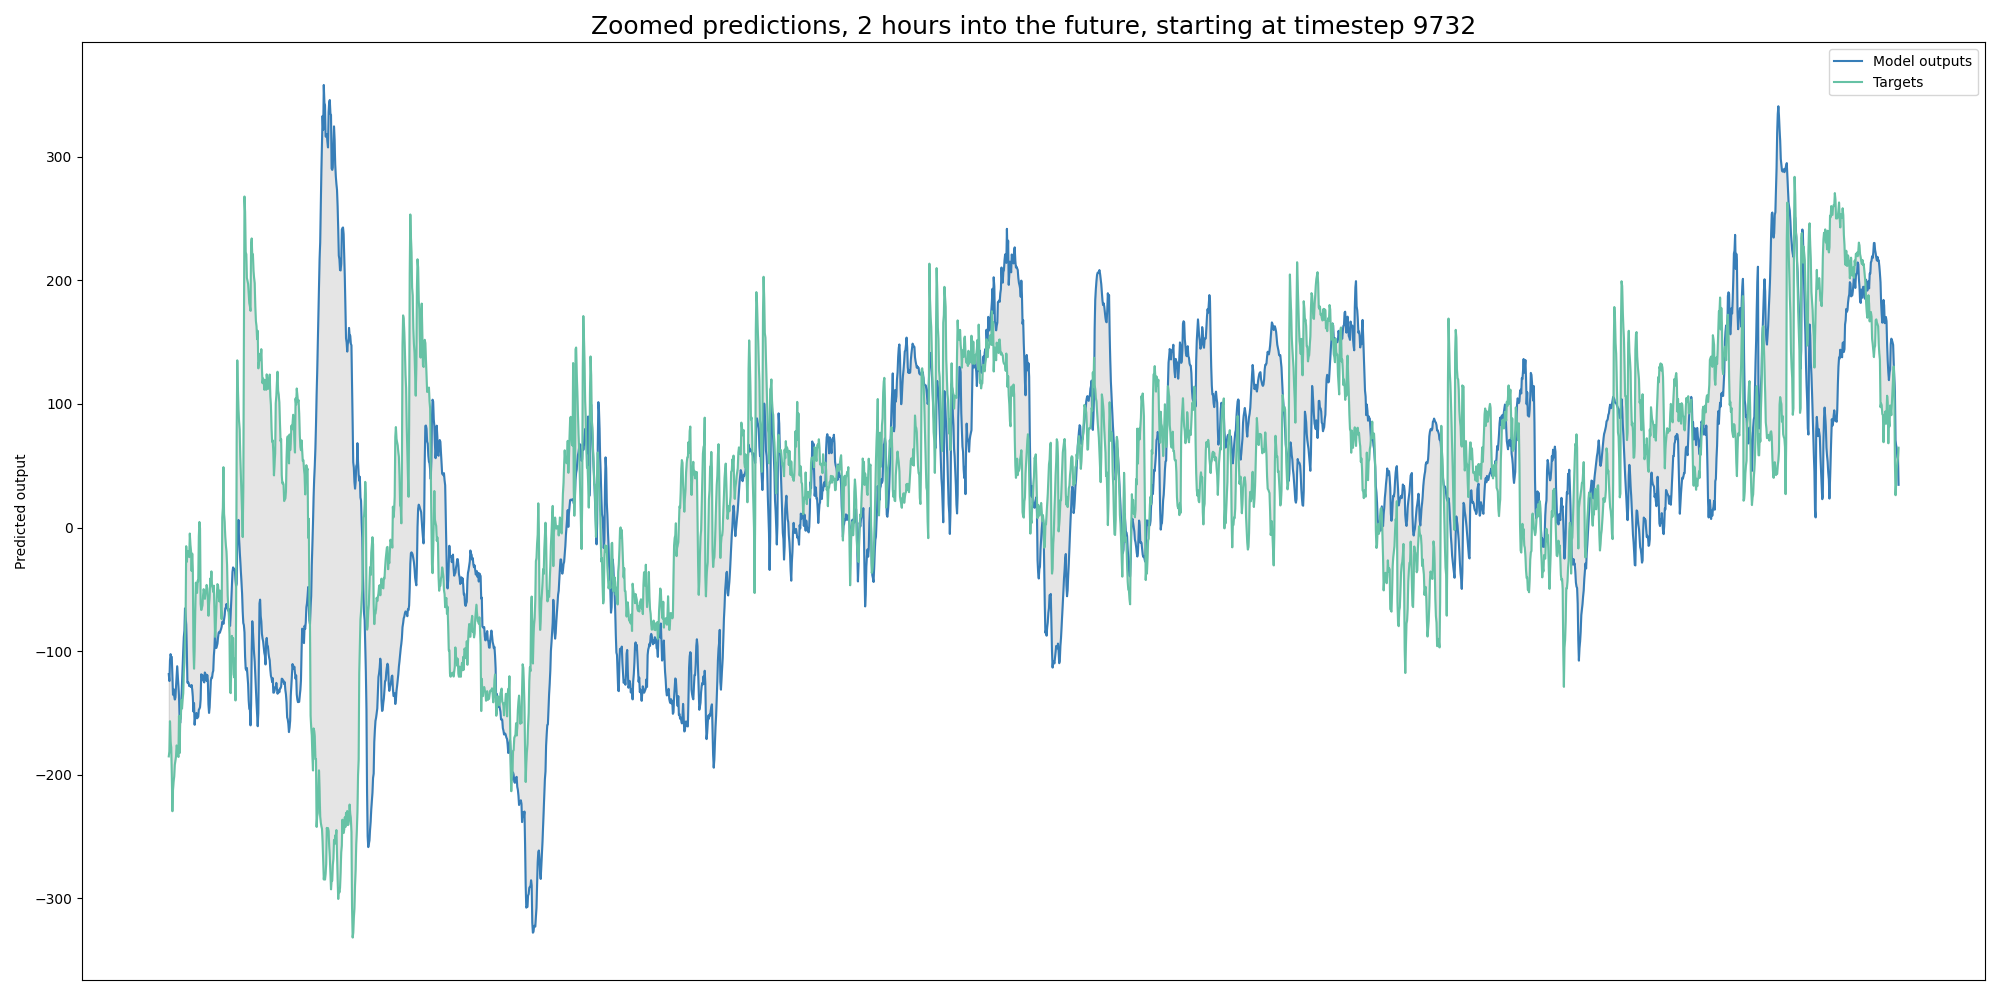 Zoomed predictions, 2 hours into the future, starting at timestep 9732
Model outputs
Targets
Predicted output
300
200
100
0
−100
−200
−300